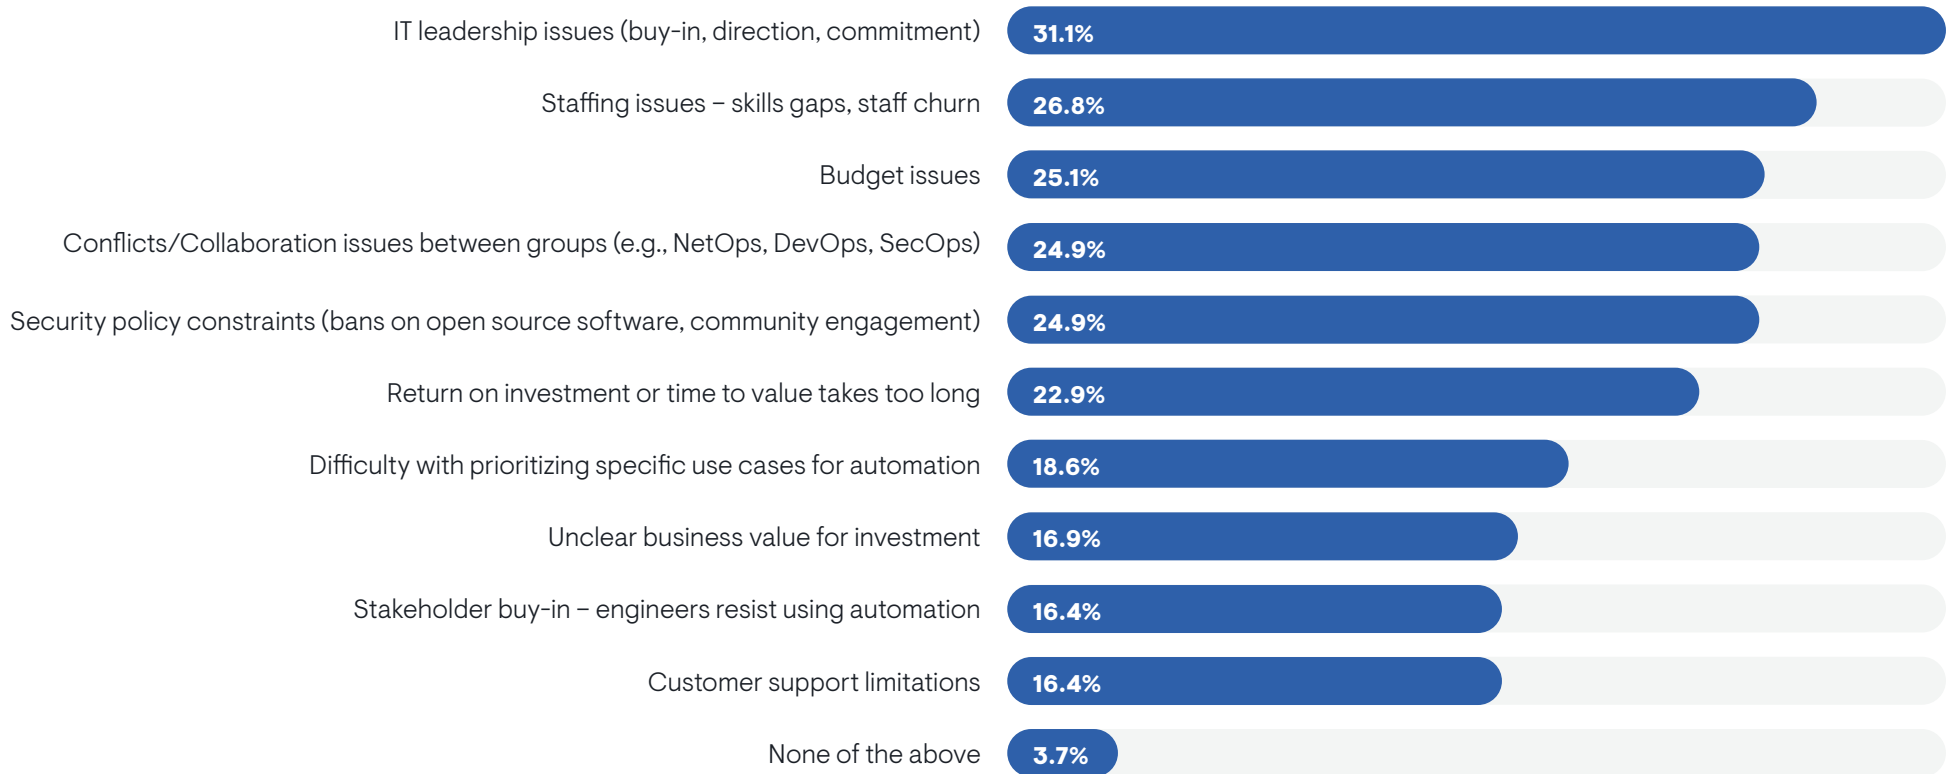 IT leadership issues (buy-in, direction, commitment) 31.1%
Staffing issues – skills gaps, staff churn 26.8%
Budget issues 25.1%
Conflicts/Collaboration issues between groups (e.g., NetOps, DevOps, SecOps) 24.9%
Security policy constraints (bans on open source software, community engagement) 24.9%
Return on investment or time to value takes too long 22.9%
Difficulty with prioritizing specific use cases for automation 18.6%
Unclear business value for investment 16.9%
Stakeholder buy-in – engineers resist using automation 16.4%
Customer support limitations 16.4%
None of the above 3.7%